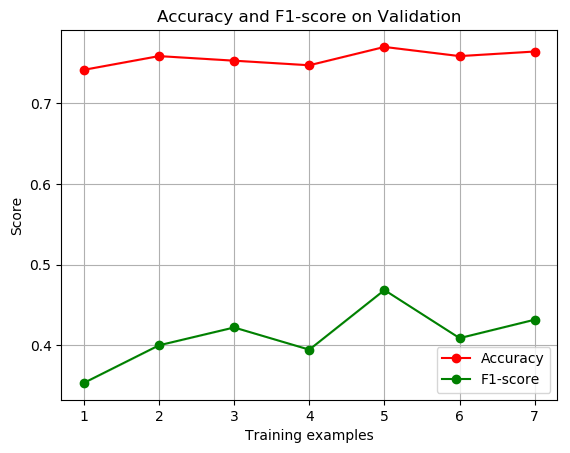 Accuracy and F1-score on Validation
Score
0.7
0.6
0.5
0.4
1 2 3 4 5 6 7
Training examples
Accuracy
F1-score